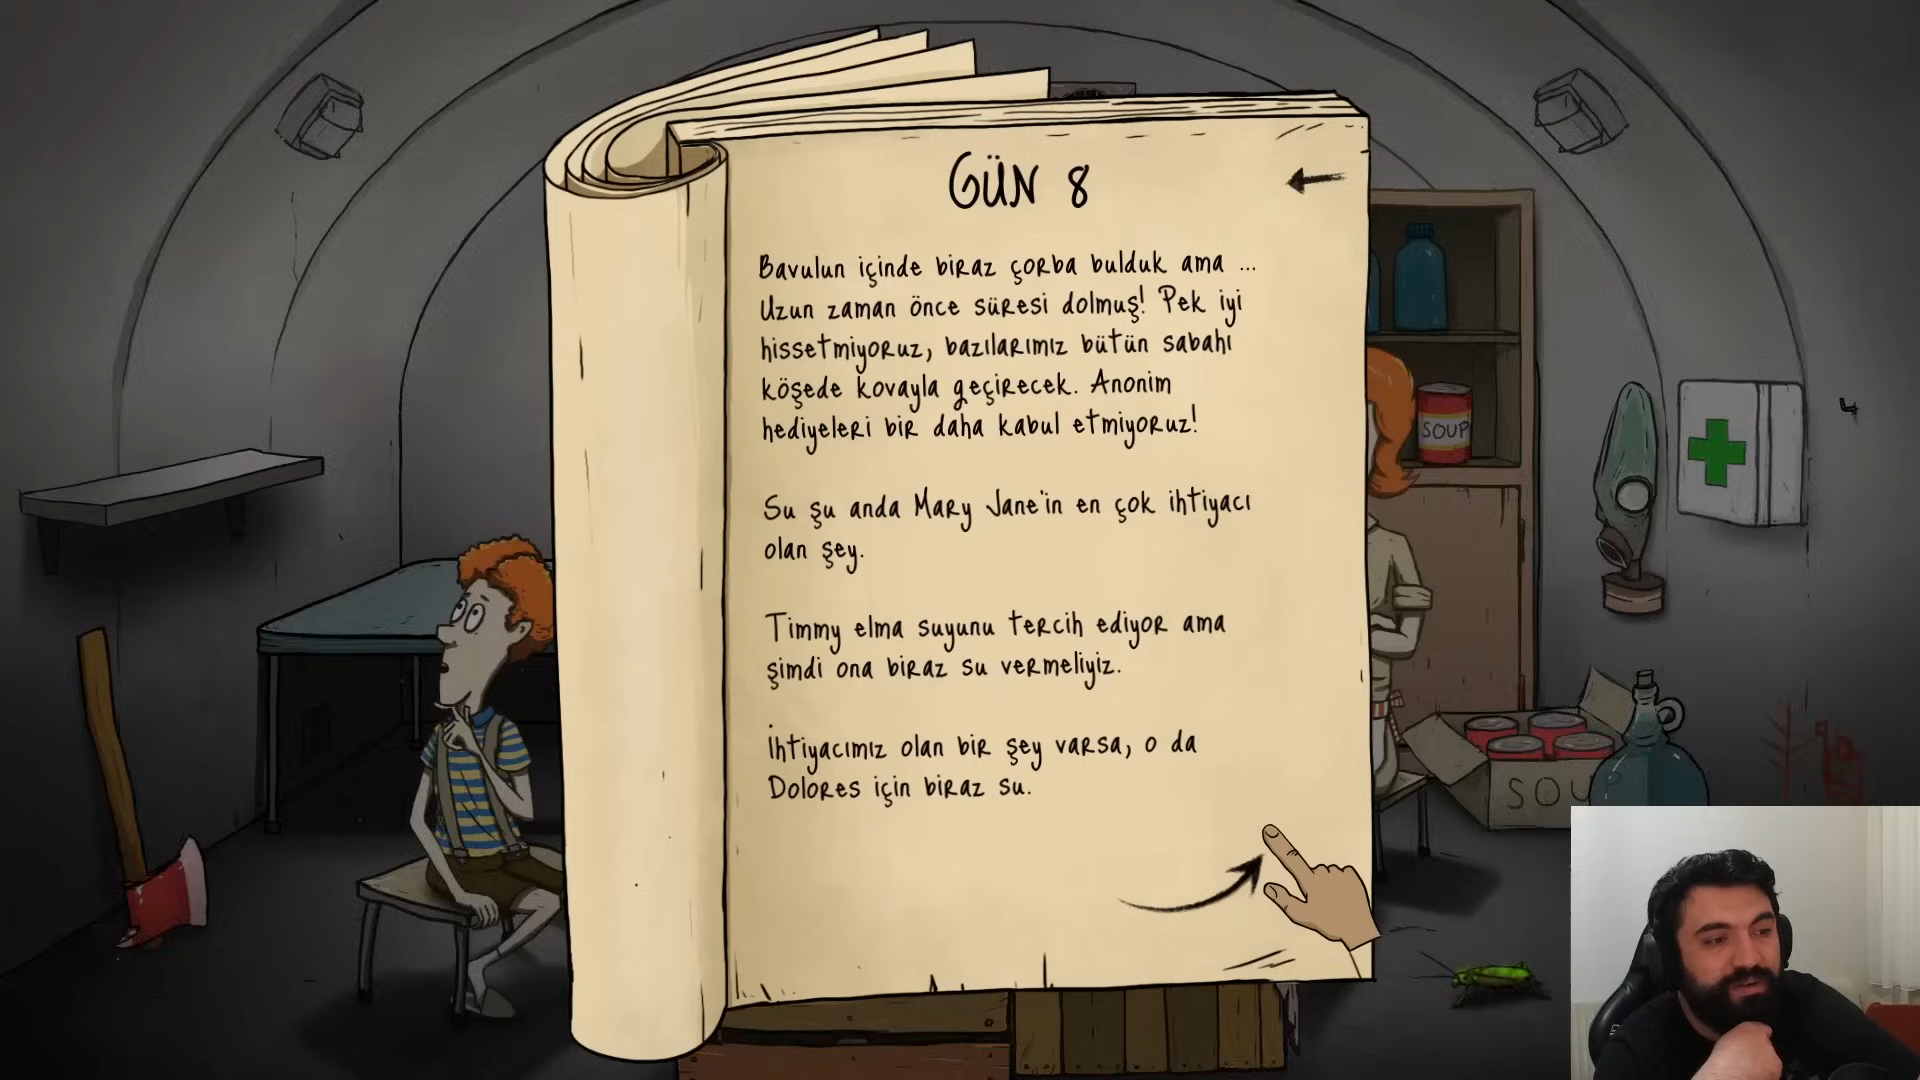 GÜN 8
Bavulun içinde biraz çorba bulduk ama ...
Uzun zaman önce süresi dolmuş! Pek iyi
hissetmiyoruz, bazılarımız bütün sabahı
köşede kovayla geçirecek. Anonim
hediyeleri bir daha kabul etmiyoruz!
Su şu anda Mary Jane'in en çok ihtiyacı
olan şey.
Timmy elma suyunu tercih ediyor ama
şimdi ona biraz su vermeliyiz.
İhtiyacımız olan bir şey varsa, o da
Dolores için biraz su.
SOUP
SOU